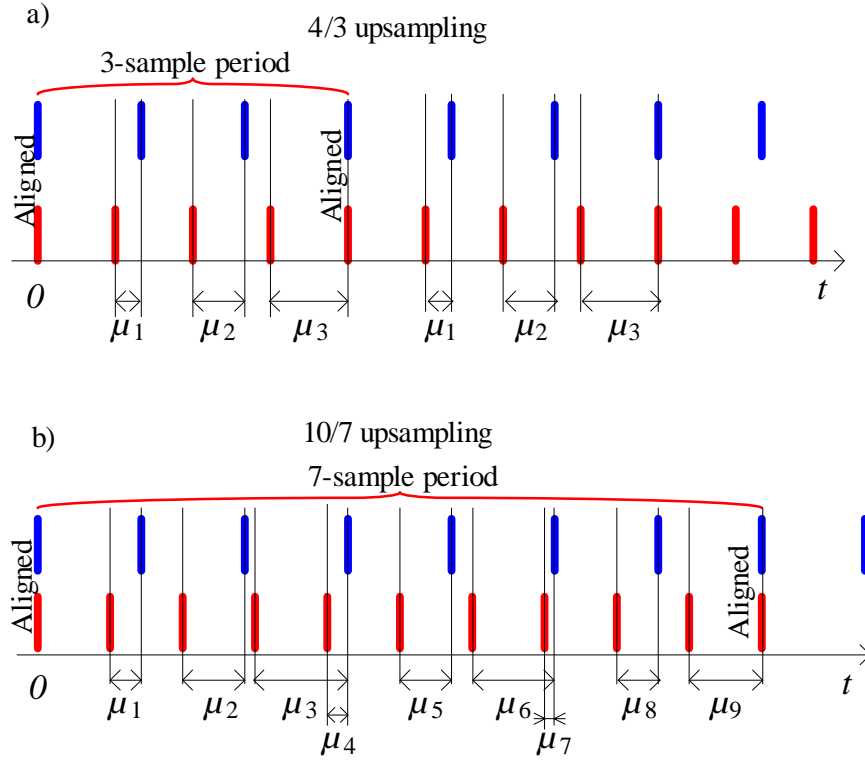 a)
4/3 upsampling
3-sample period
Aligned
Aligned
0
t
μ1
μ2
μ3
μ1
μ2
μ3
b)
10/7 upsampling
7-sample period
Aligned
Aligned
0
t
μ1
μ2
μ3
μ4
μ5
μ6
μ7
μ8
μ9